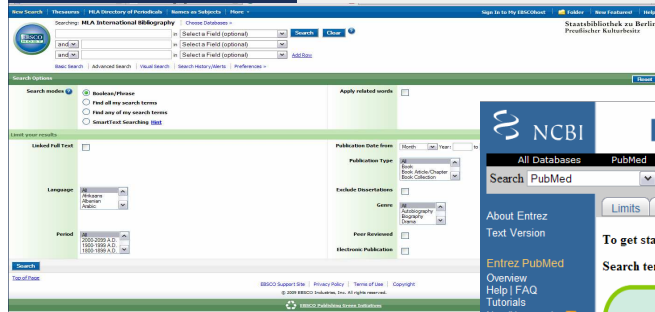 New Search | Thesaurus | MLA Directory of Periodicals | Names as Subjects | More »
Sign In to My EBSCOhost | Folder | New Features! | Help
Searching: MLA International Bibliography | Choose Databases »
Staatsbibliothek zu Berlin
Preußischer Kulturbesitz
EBSCO HOST
in Select a Field (optional) Search Clear
and in Select a Field (optional)
and in Select a Field (optional) Add Row
Basic Search | Advanced Search | Visual Search | Search History/Alerts | Preferences »
Search Options
Reset
Search modes
Boolean/Phrase
Find all my search terms
Find any of my search terms
SmartText Searching Hint
Apply related words
Limit your results
Linked Full Text
Publication Date from Month Year: to
Publication Type
All
Book
Book Article/Chapter
Book Collection
Language
All
Afrikaans
Albanian
Arabic
Exclude Dissertations
Genre
All
Autobiography
Biography
Drama
Period
All
2000-2099 A.D.
1900-1999 A.D.
1800-1899 A.D.
Peer Reviewed
Electronic Publication
Search
Top of Page
EBSCO Support Site | Privacy Policy | Terms of Use | Copyright
© 2009 EBSCO Industries, Inc. All rights reserved.
EBSCO Publishing Green Initiatives
NCBI
All Databases PubMed
Search PubMed
Limits
About Entrez
Text Version
To get sta
Entrez PubMed
Search te
Overview
Help | FAQ
Tutorials